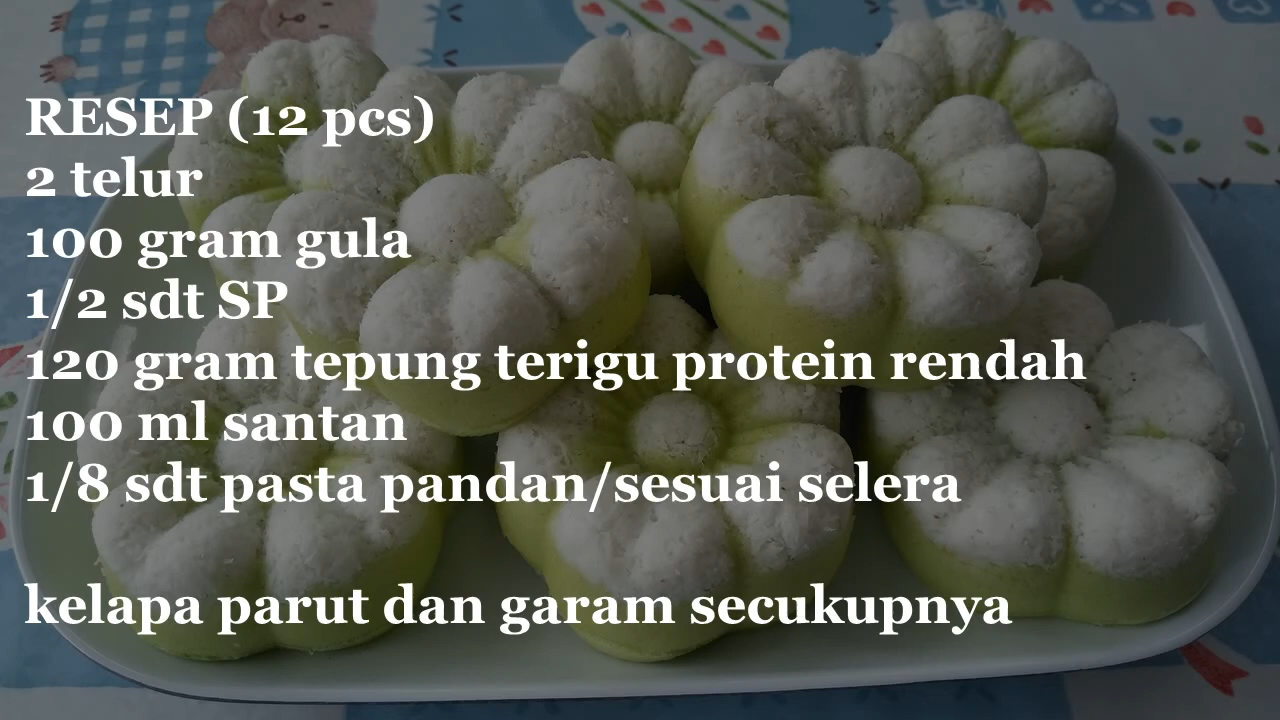 RESEP (12 pcs)
2 telur
100 gram gula
1/2 sdt SP
120 gram tepung terigu protein rendah
100 ml santan
1/8 sdt pasta pandan/sesuai selera
kelapa parut dan garam secukupnya